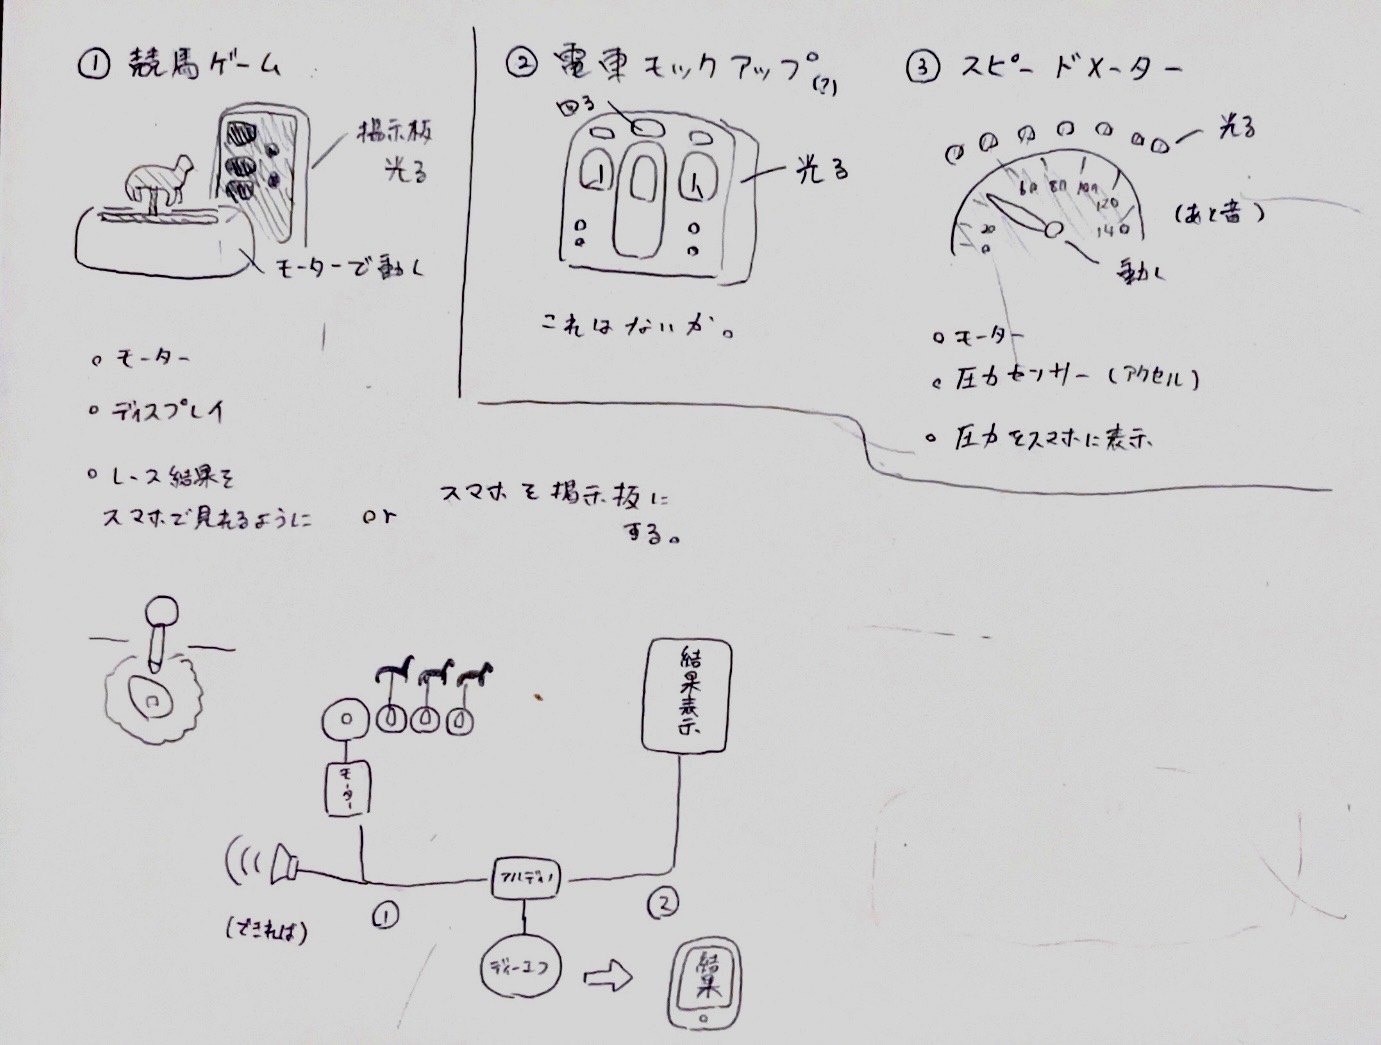 ① 競馬ゲーム
掲示板
光る
モーターで動く
○ モーター
○ ディスプレイ
○ レース結果を
スマホで見れるように
or
スマホを掲示板に
する。
② 電車モックアップ。
(?)
回る
光る
これはないか。
③ スピードメーター
光る
0
20
60
80
100
120
140
(あと音)
動く
○ モーター
○ 圧力センサー (アクセル)
○ 圧力をスマホに表示
モーター
(できれば)
①
アルディノ
②
結果表示
ディーエフ
結果